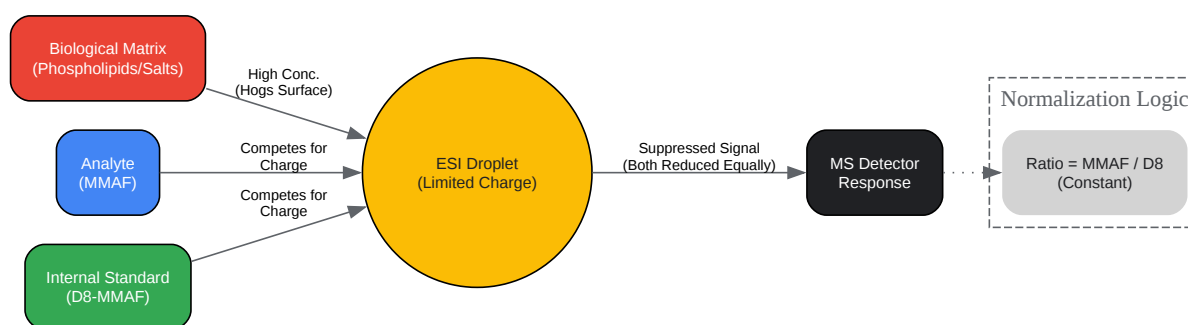 Biological Matrix
(Phospholipids/Salts)
High Conc.
(Hogs Surface)
Analyte
(MMAF)
Competes for
Charge
Internal Standard
(D8-MMAF)
Competes for
Charge
ESI Droplet
(Limited Charge)
Suppressed Signal
(Both Reduced Equally)
MS Detector
Response
Normalization Logic
Ratio = MMAF / D8
(Constant)